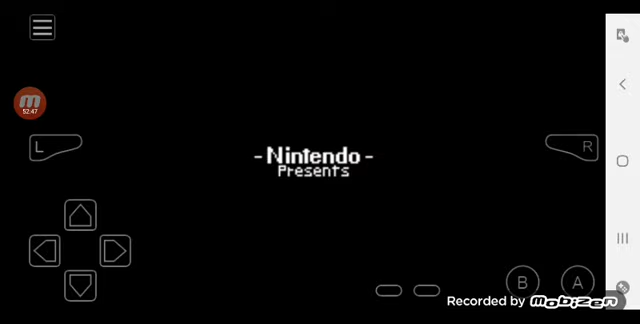 52:47
L
R
- Nintendo -
Presents
B
A
Recorded by Mobizen